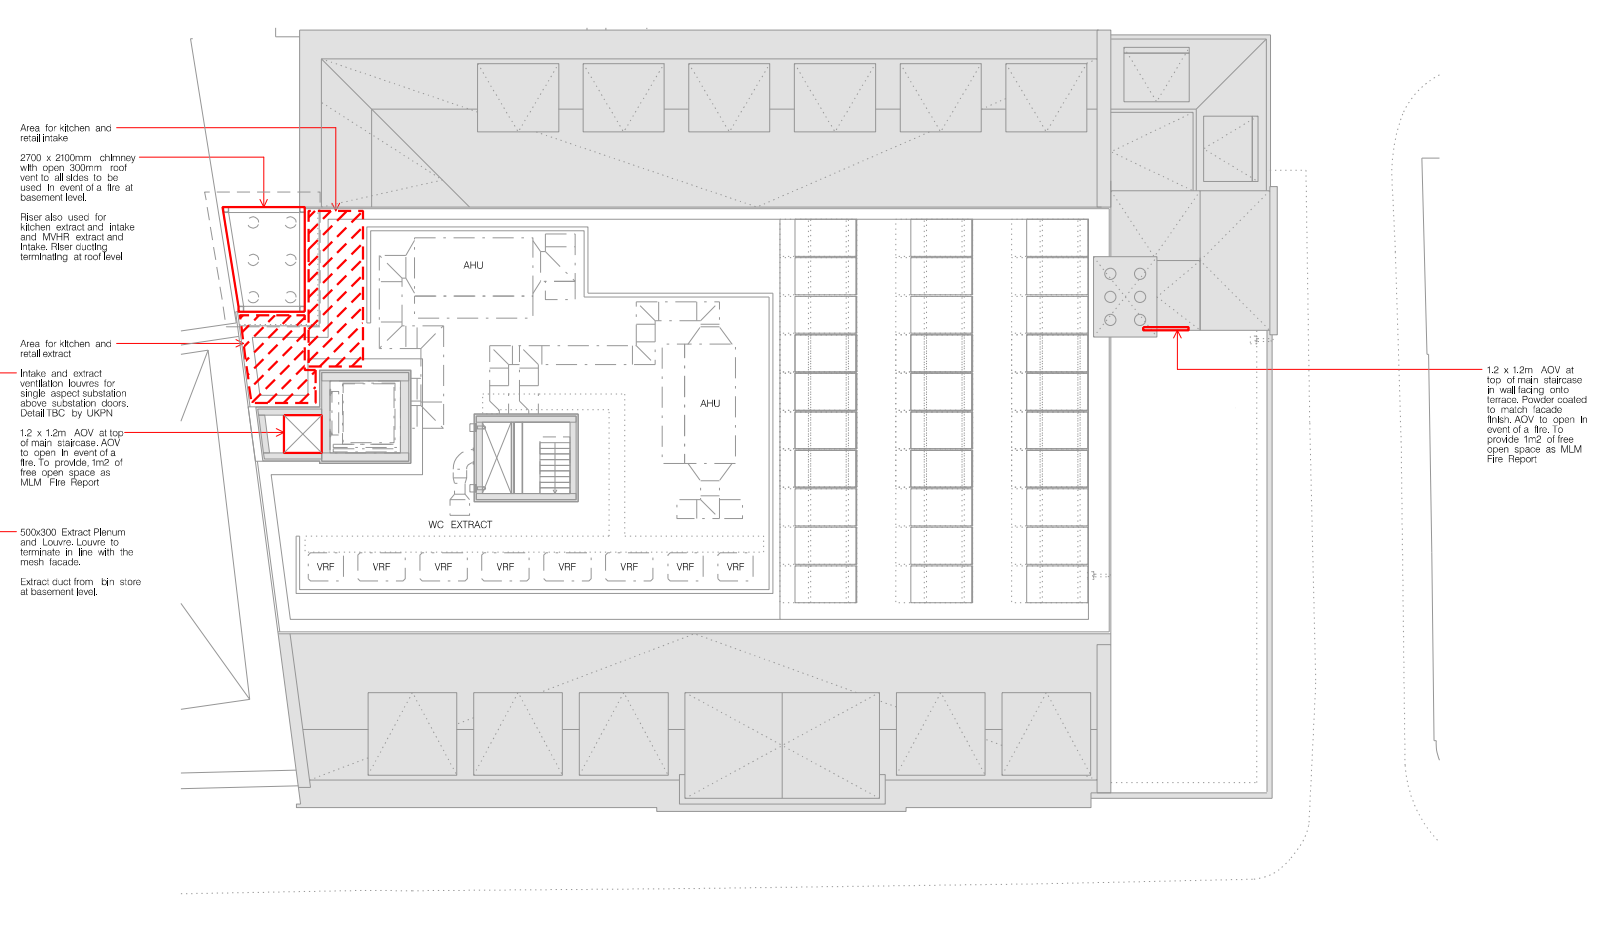 Area for kitchen and
retail intake
2700 x 2100mm chimney
with open 300mm roof
vent to all sides to be
used in event of a fire at
basement level.
Riser also used for
kitchen extract and intake
and MVHR extract and
intake. Riser ducting
terminating at roof level
Area for kitchen and
retail extract
Intake and extract
ventilation louvres for
single aspect substation
above substation doors.
Detail TBC by UKPN
1.2 x 1.2m AOV at top
of main staircase. AOV
to open in event of a
fire. To provide, 1m2 of
free open space as
MLM Fire Report
500x300 Extract Plenum
and Louvre. Louvre to
terminate in line with the
mesh facade.
Extract duct from bin store
at basement level.
AHU
AHU
WC EXTRACT
VRF
VRF
VRF
VRF
VRF
VRF
VRF
VRF
1.2 x 1.2m AOV at
top of main staircase
in wall facing onto
terrace. Powder coated
to match facade
finish. AOV to open in
event of a fire. To
provide 1m2 of free
open space as MLM
Fire Report